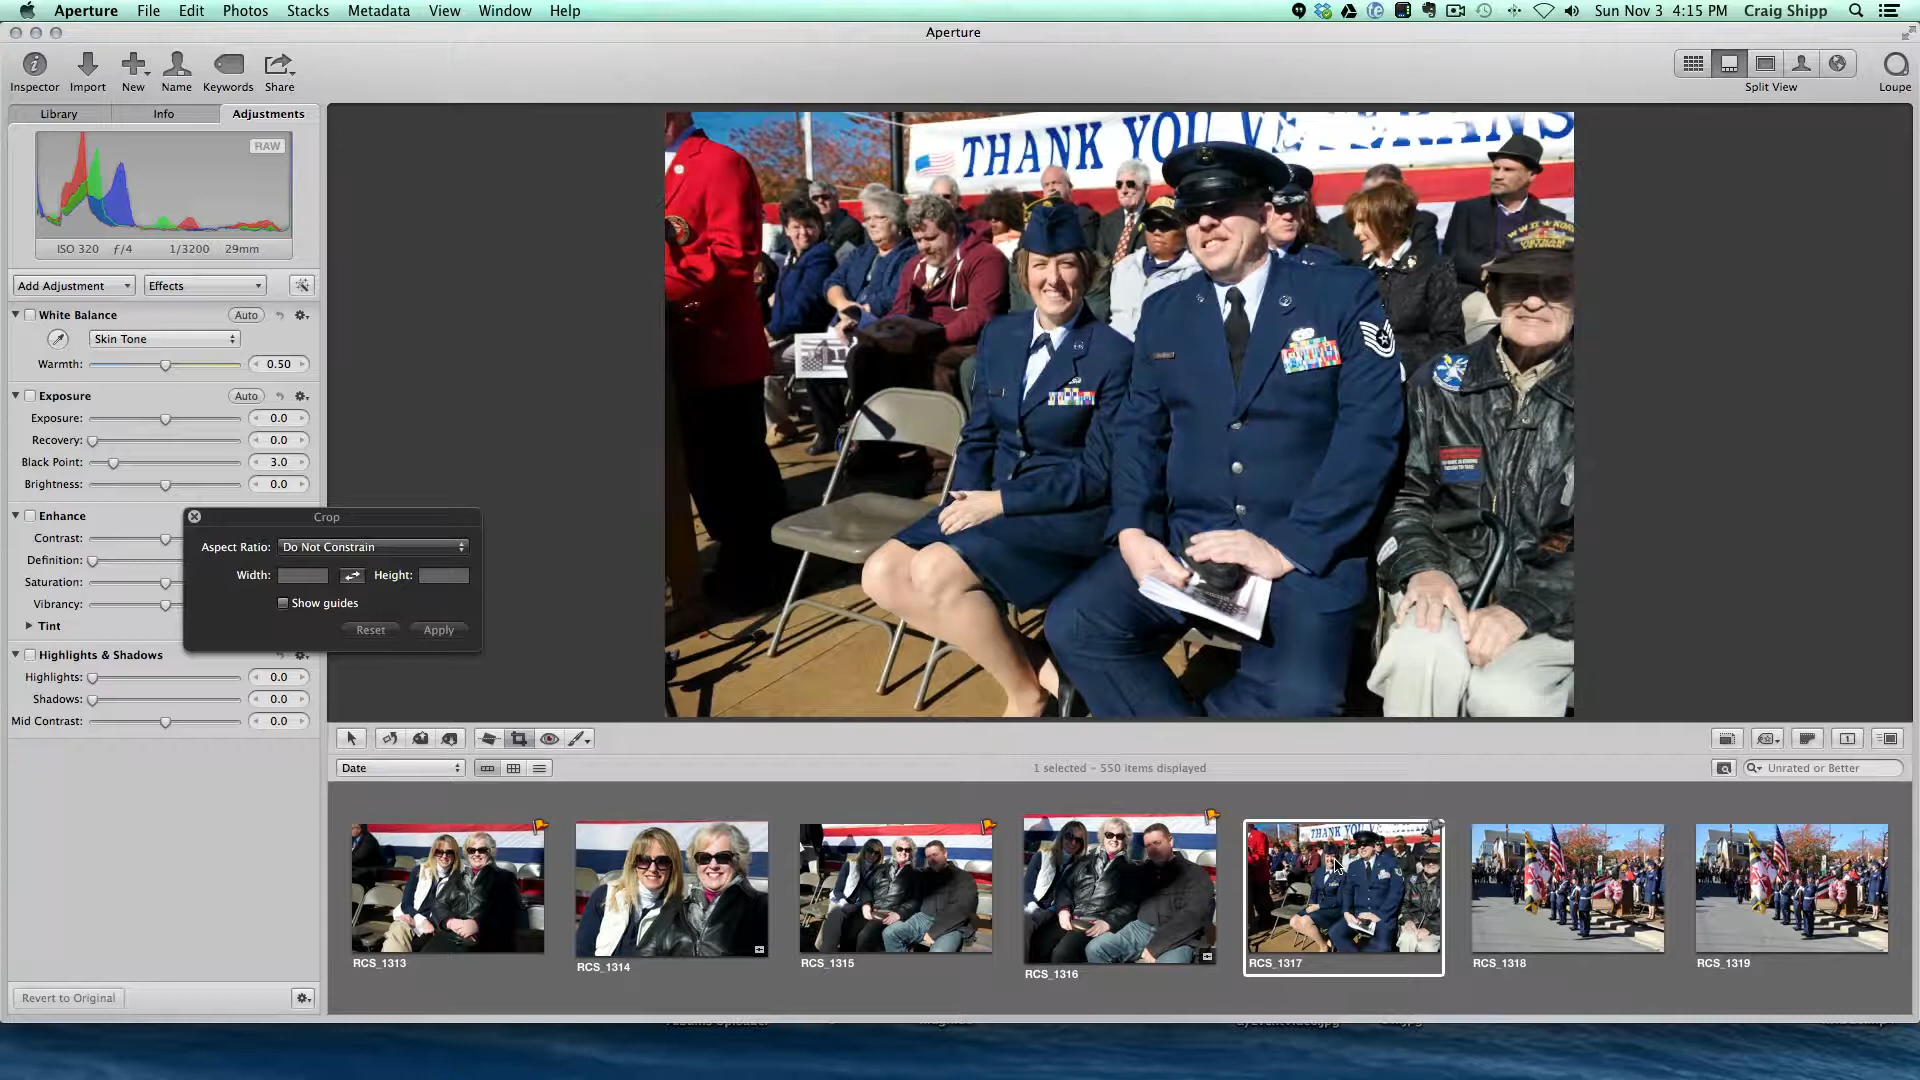 Aperture File Edit Photos Stacks Metadata View Window Help Sun Nov 3 4:15 PM Craig Shipp
Aperture
Inspector Import New Name Keywords Share Split View Loupe
Library Info Adjustments
RAW
ISO 320 ƒ/4 1/3200 29mm
Add Adjustment Effects
White Balance Auto
Skin Tone
Warmth: 0.50
Exposure Auto
Exposure: 0.0
Recovery: 0.0
Black Point: 3.0
Brightness: 0.0
Enhance
Contrast:
Definition:
Saturation:
Vibrancy:
Tint
Highlights & Shadows
Highlights: 0.0
Shadows: 0.0
Mid Contrast: 0.0
Crop
Aspect Ratio: Do Not Constrain
Width: Height:
Show guides
Reset Apply
THANK YOU VETERANS
VIETNAM
VETERAN
Date
1 selected - 550 items displayed
Unrated or Better
THANK YOU
RCS_1313 RCS_1314 RCS_1315 RCS_1316 RCS_1317 RCS_1318 RCS_1319
Revert to Original